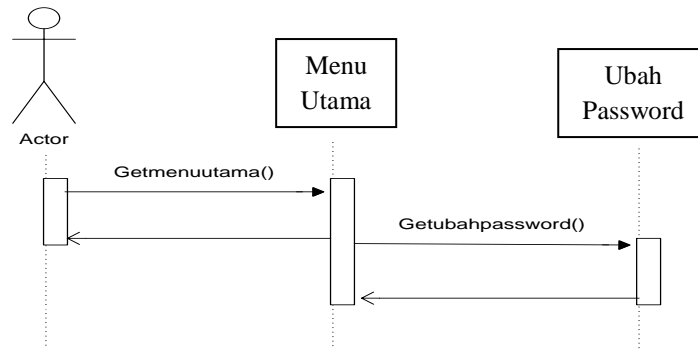 Menu
Utama
Ubah
Password
Actor
Getmenuutama()
Getubahpassword()